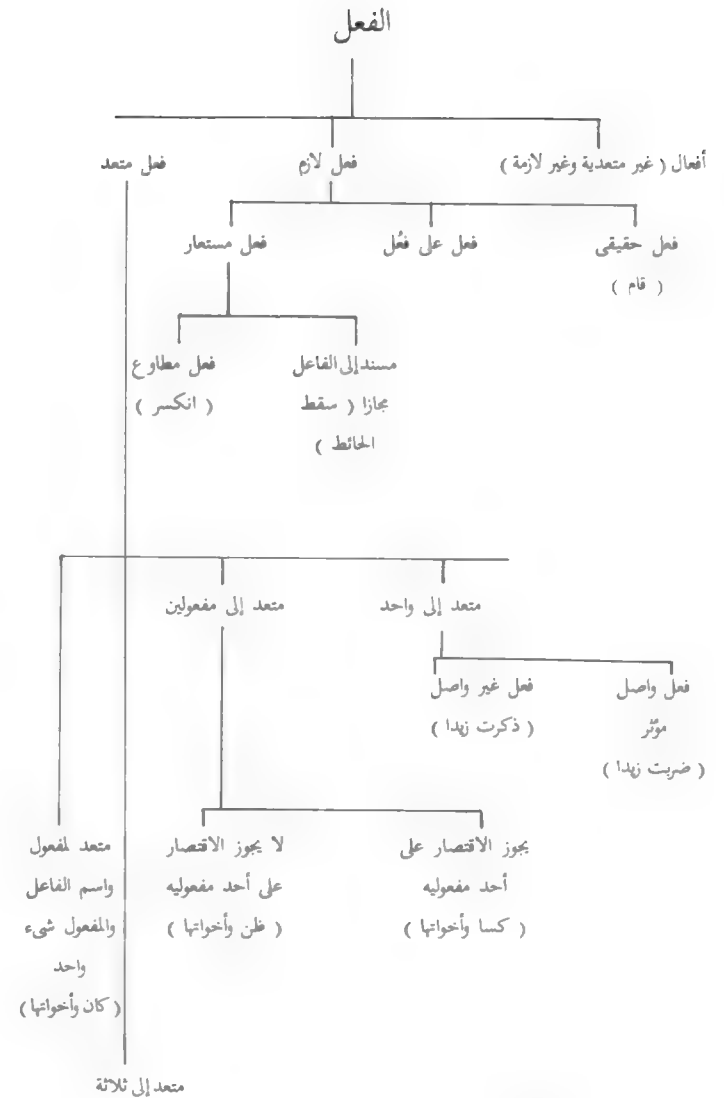 الفعل
أفعال ( غير متعدية وغير لازمة )
فعل لازم
فعل متعد
فعل حقيقى
( قام )
فعل على فعُل
فعل مستعار
مسند إلى الفاعل
مجازا ( سقط
الحائط )
فعل مطاوع
( انكسر )
متعد إلى واحد
متعد إلى مفعولين
فعل واصل
مؤثر
( ضربت زيدا )
فعل غير واصل
( ذكرت زيدا )
يجوز الاقتصار على
أحد مفعوليه
( كسا وأخواتها )
لا يجوز الاقتصار
على أحد مفعوليه
( ظن وأخواتها )
متعد لمفعول
واسم الفاعل
والمفعول شىء
واحد
( كان وأخواتها )
متعد إلى ثلاثة